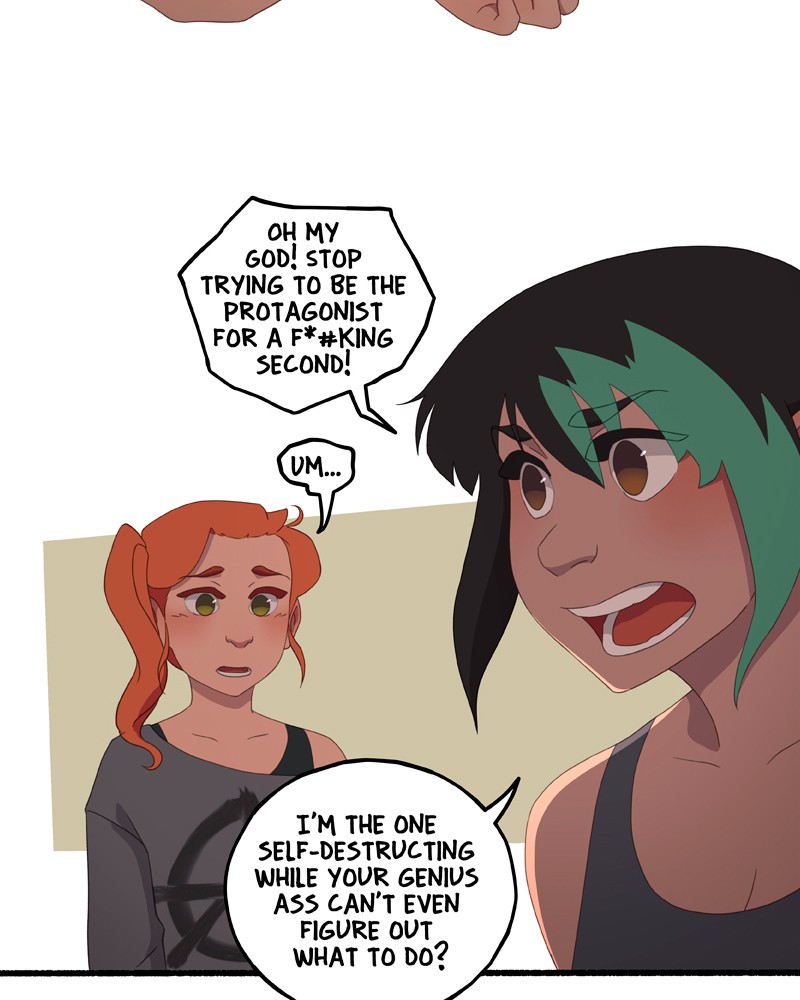 OH MY
GOD! STOP
TRYING TO BE THE
PROTAGONIST
FOR A F*#KING
SECOND!
UM...
I'M THE ONE
SELF-DESTRUCTING
WHILE YOUR GENIUS
ASS CAN'T EVEN
FIGURE OUT
WHAT TO DO?